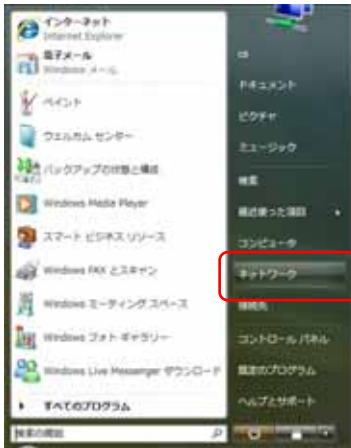 インターネット
Internet Explorer
電子メール
Windows メール
ペイント
ウェルカム センター
バックアップの状態と構成
Windows Media Player
スマート ビジネス リソース
Windows FAX とスキャン
Windows ミーティング スペース
Windows フォト ギャラリー
Windows Live Messenger ダウンロード
すべてのプログラム
検索の開始
ドキュメント
ピクチャ
ミュージック
検索
最近使った項目
コンピュータ
ネットワーク
接続先
コントロール パネル
既定のプログラム
ヘルプとサポート